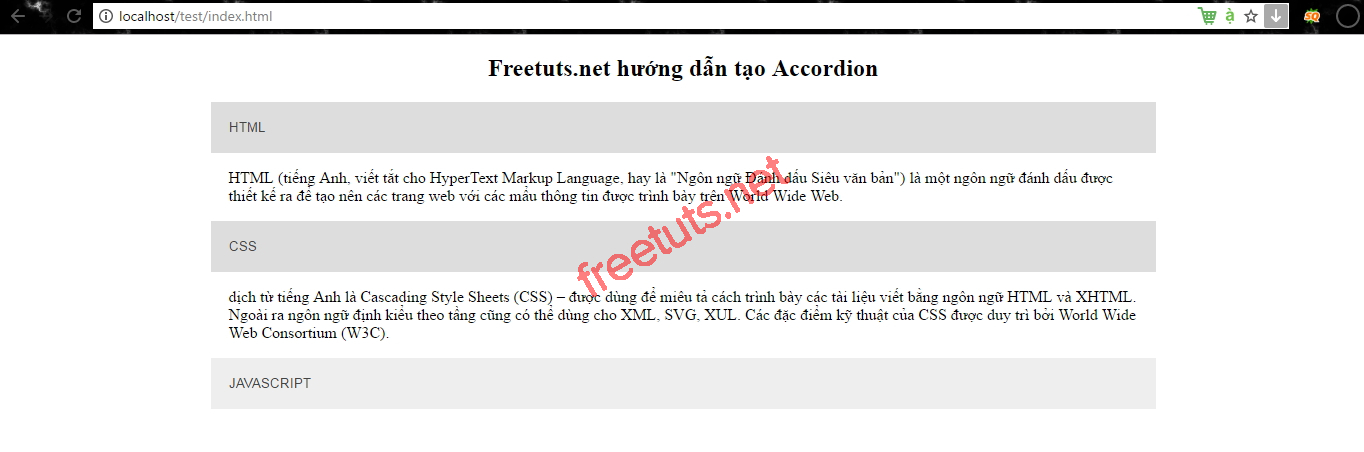 localhost/test/index.html
Freetuts.net hướng dẫn tạo Accordion
HTML
HTML (tiếng Anh, viết tắt cho HyperText Markup Language, hay là "Ngôn ngữ Đánh dấu Siêu văn bản") là một ngôn ngữ đánh dấu được
thiết kế ra để tạo nên các trang web với các mẩu thông tin được trình bày trên World Wide Web.
freetuts.net
CSS
dịch từ tiếng Anh là Cascading Style Sheets (CSS) – được dùng để miêu tả cách trình bày các tài liệu viết bằng ngôn ngữ HTML và XHTML.
Ngoài ra ngôn ngữ định kiểu theo tầng cũng có thể dùng cho XML, SVG, XUL. Các đặc điểm kỹ thuật của CSS được duy trì bởi World Wide
Web Consortium (W3C).
JAVASCRIPT